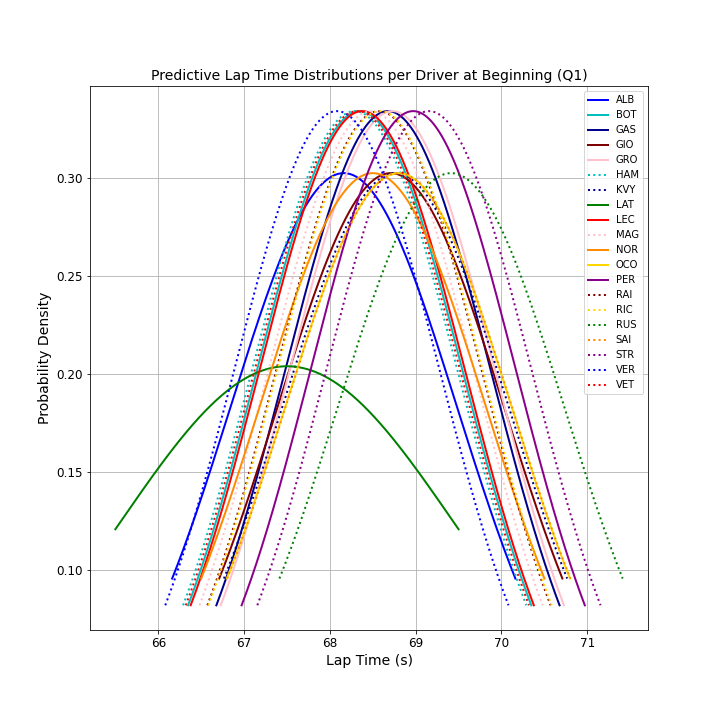 Predictive Lap Time Distributions per Driver at Beginning (Q1)
ALB
BOT
GAS
GIO
GRO
HAM
KVY
LAT
LEC
MAG
NOR
OCO
PER
RAI
RIC
RUS
SAI
STR
VER
VET
0.30
0.25
0.20
0.15
0.10
Probability Density
66 67 68 69 70 71
Lap Time (s)